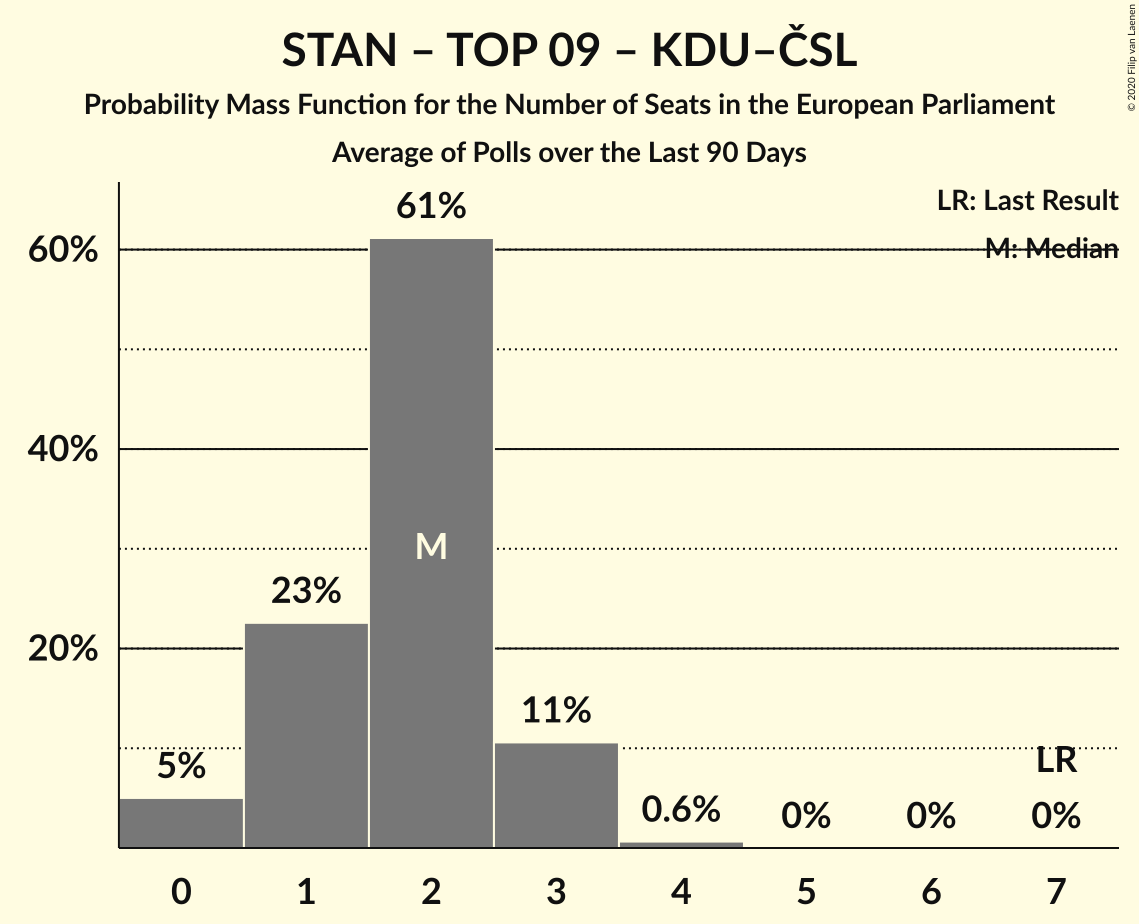 STAN – TOP 09 – KDU–ČSL
Probability Mass Function for the Number of Seats in the European Parliament
Average of Polls over the Last 90 Days
© 2020 Filip van Laenen
LR: Last Result
M: Median
61%
60%
40%
M
23%
20%
11%
5%
LR
0.6%
0% 0% 0%
0 1 2 3 4 5 6 7